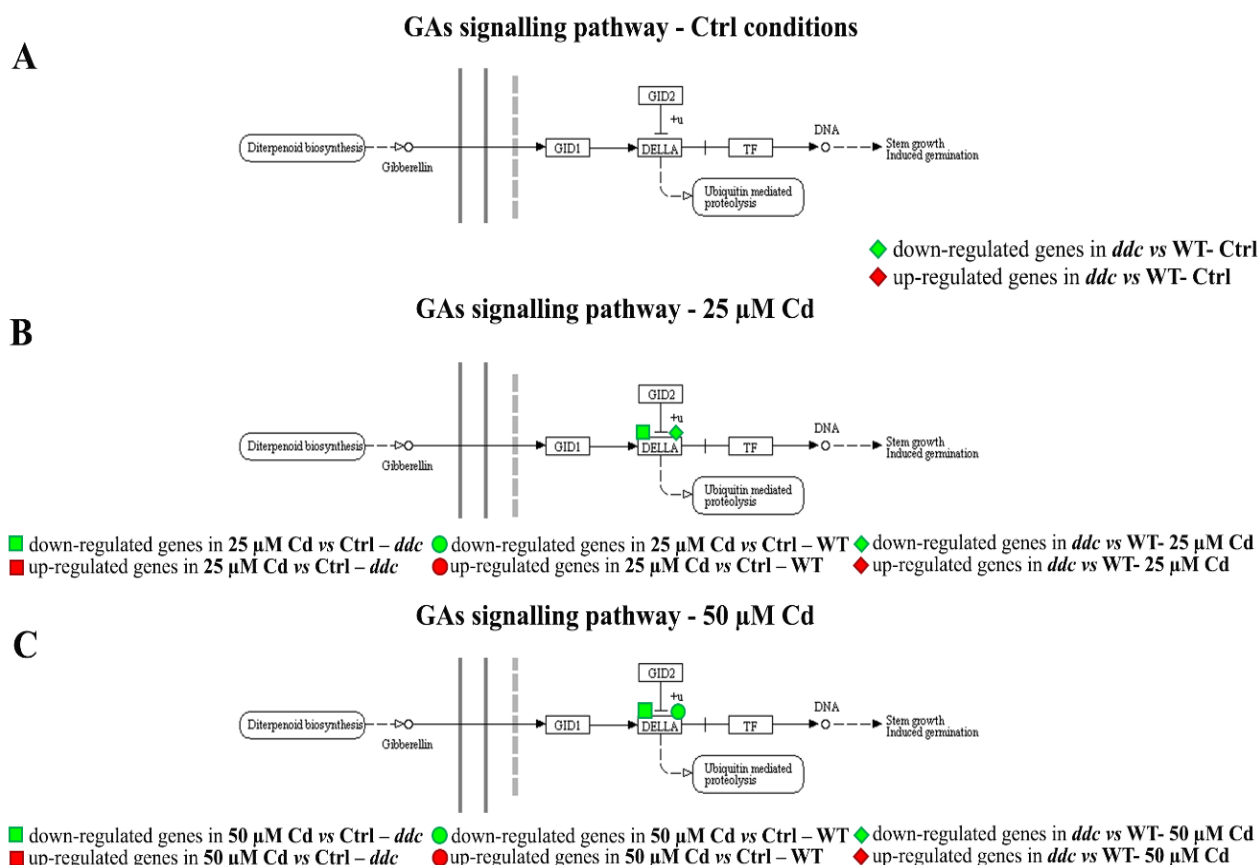 GAs signalling pathway - Ctrl conditions
A
GID2
+u
DNA
Diterpenoid biosynthesis
GID1
DELLA
TF
Stem growth
Induced germination
Gibberellin
Ubiquitin mediated
proteolysis
down-regulated genes in ddc vs WT- Ctrl
up-regulated genes in ddc vs WT- Ctrl
GAs signalling pathway - 25 µM Cd
B
GID2
+u
DNA
Diterpenoid biosynthesis
GID1
DELLA
TF
Stem growth
Induced germination
Gibberellin
Ubiquitin mediated
proteolysis
down-regulated genes in 25 µM Cd vs Ctrl – ddc
down-regulated genes in 25 µM Cd vs Ctrl – WT
down-regulated genes in ddc vs WT- 25 µM Cd
up-regulated genes in 25 µM Cd vs Ctrl – ddc
up-regulated genes in 25 µM Cd vs Ctrl – WT
up-regulated genes in ddc vs WT- 25 µM Cd
GAs signalling pathway - 50 µM Cd
C
GID2
+u
DNA
Diterpenoid biosynthesis
GID1
DELLA
TF
Stem growth
Induced germination
Gibberellin
Ubiquitin mediated
proteolysis
down-regulated genes in 50 µM Cd vs Ctrl – ddc
down-regulated genes in 50 µM Cd vs Ctrl – WT
down-regulated genes in ddc vs WT- 50 µM Cd
up-regulated genes in 50 µM Cd vs Ctrl – ddc
up-regulated genes in 50 µM Cd vs Ctrl – WT
up-regulated genes in ddc vs WT- 50 µM Cd